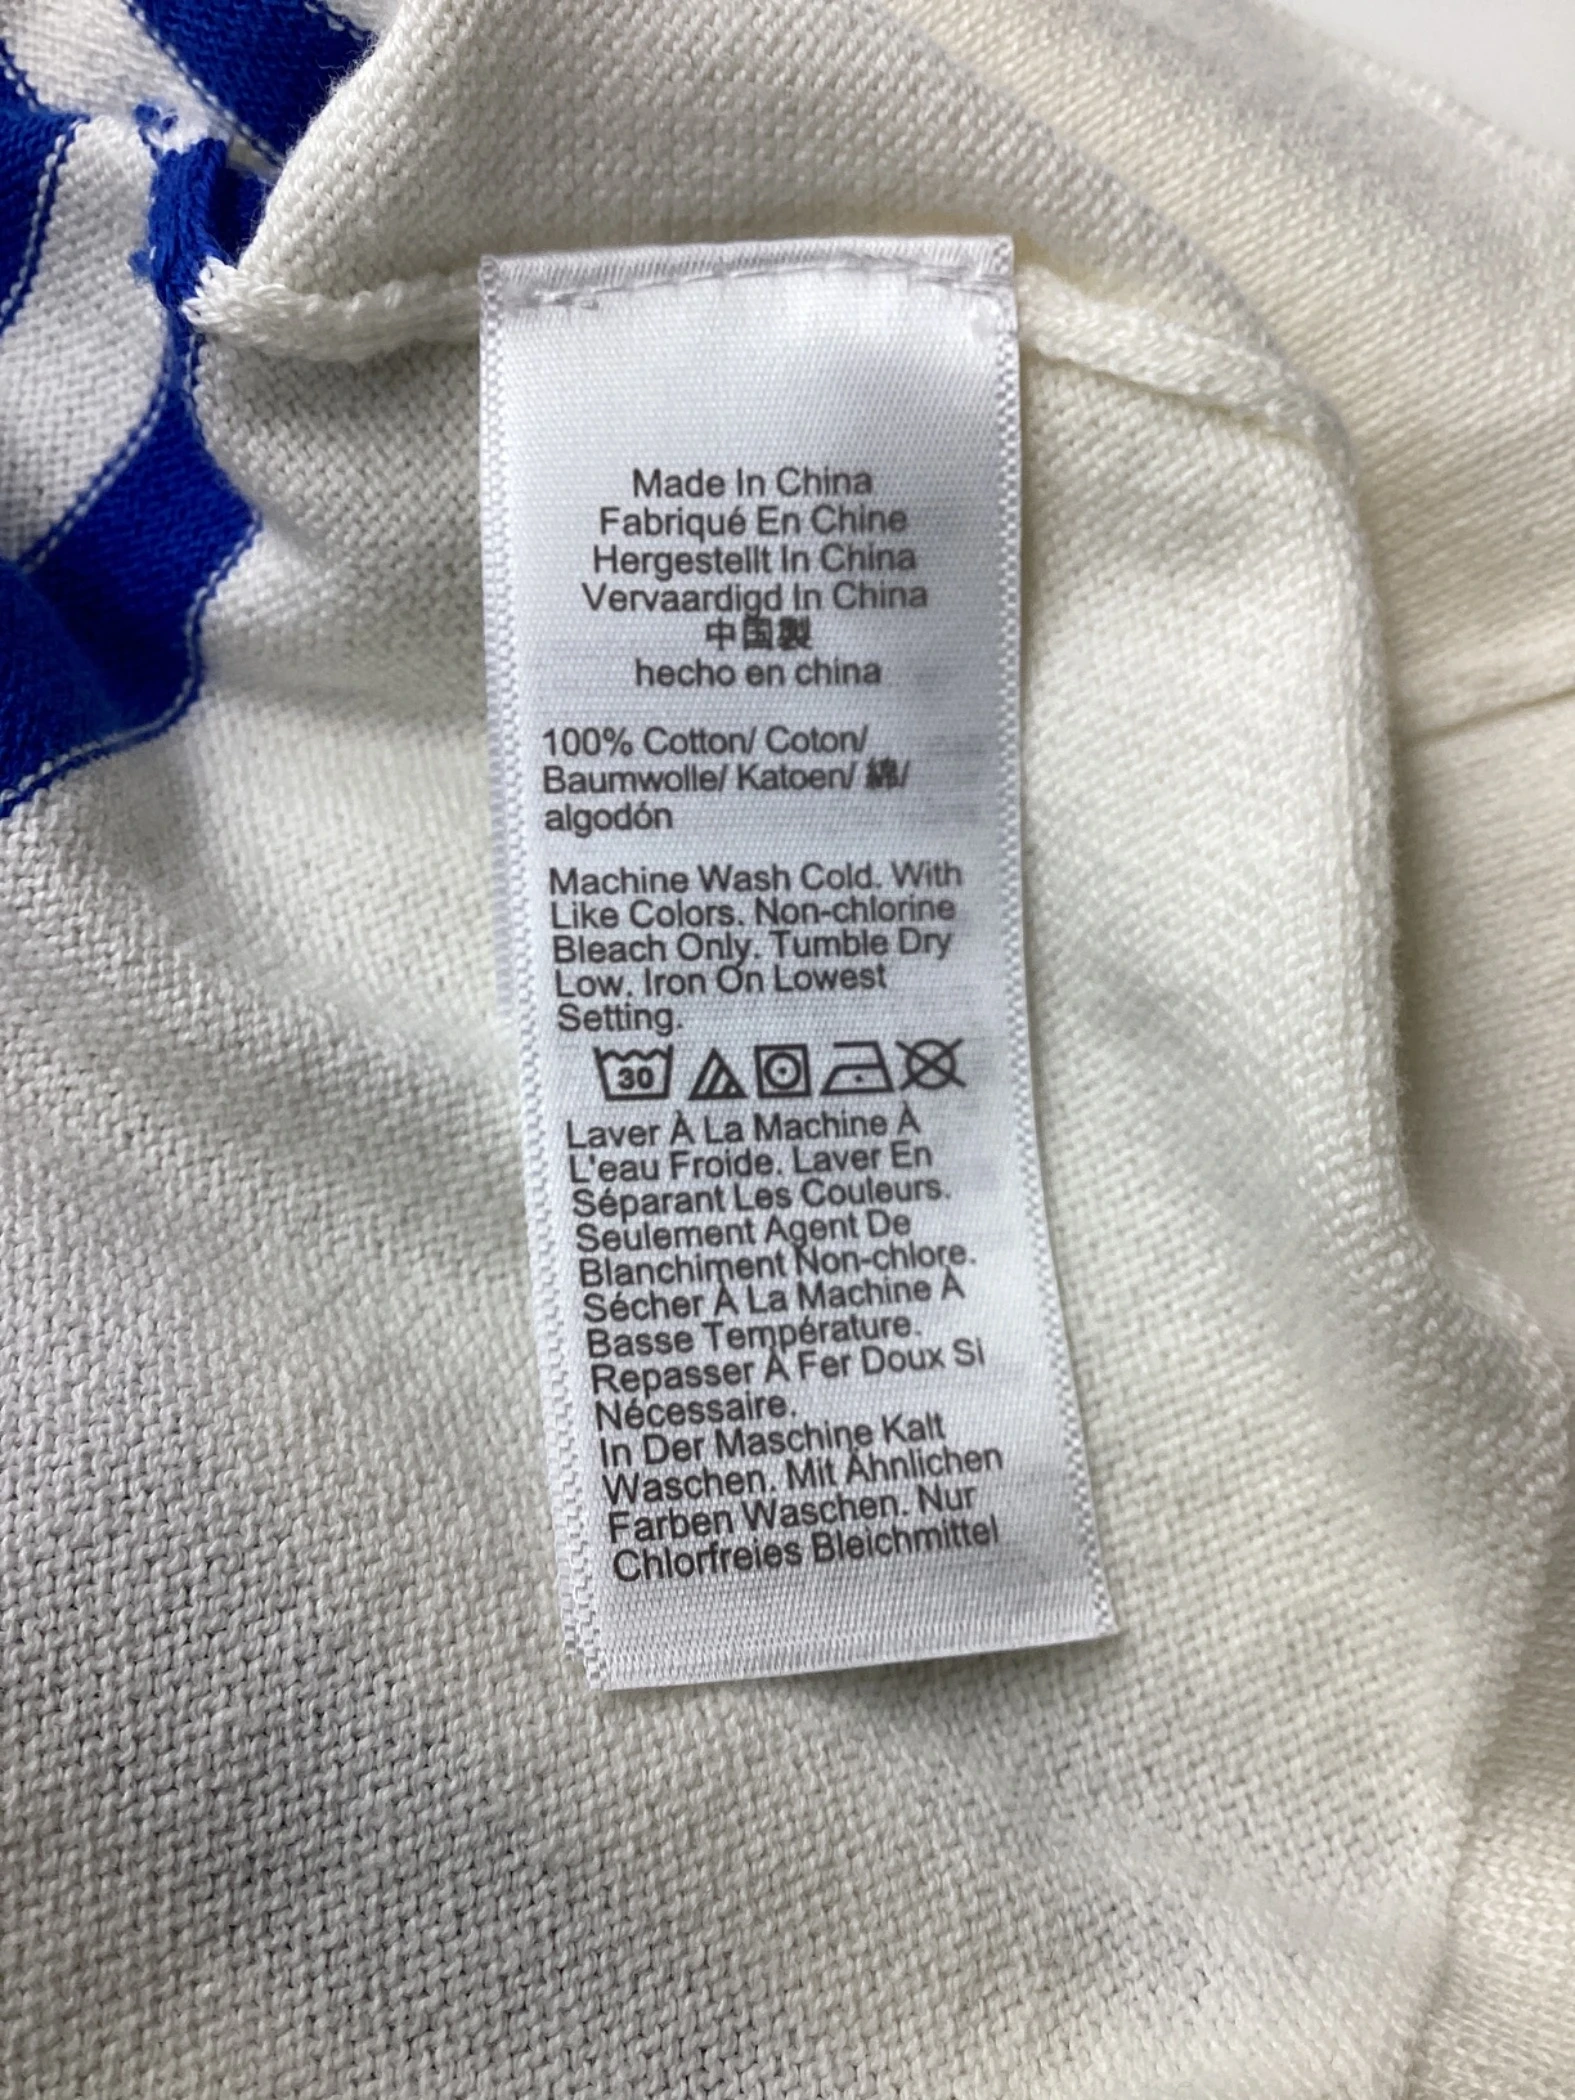 Made In China
Fabriqué En Chine
Hergestellt In China
Vervaardigd In China
中国製
hecho en china
100% Cotton/ Coton/
Baumwolle/ Katoen/ 綿/
algodón
Machine Wash Cold. With
Like Colors. Non-chlorine
Bleach Only. Tumble Dry
Low. Iron On Lowest
Setting.
30
Laver À La Machine À
L'eau Froide. Laver En
Séparant Les Couleurs.
Seulement Agent De
Blanchiment Non-chlore.
Sécher À La Machine À
Basse Température.
Repasser À Fer Doux Si
Nécessaire.
In Der Maschine Kalt
Waschen. Mit Ähnlichen
Farben Waschen. Nur
Chlorfreies Bleichmittel